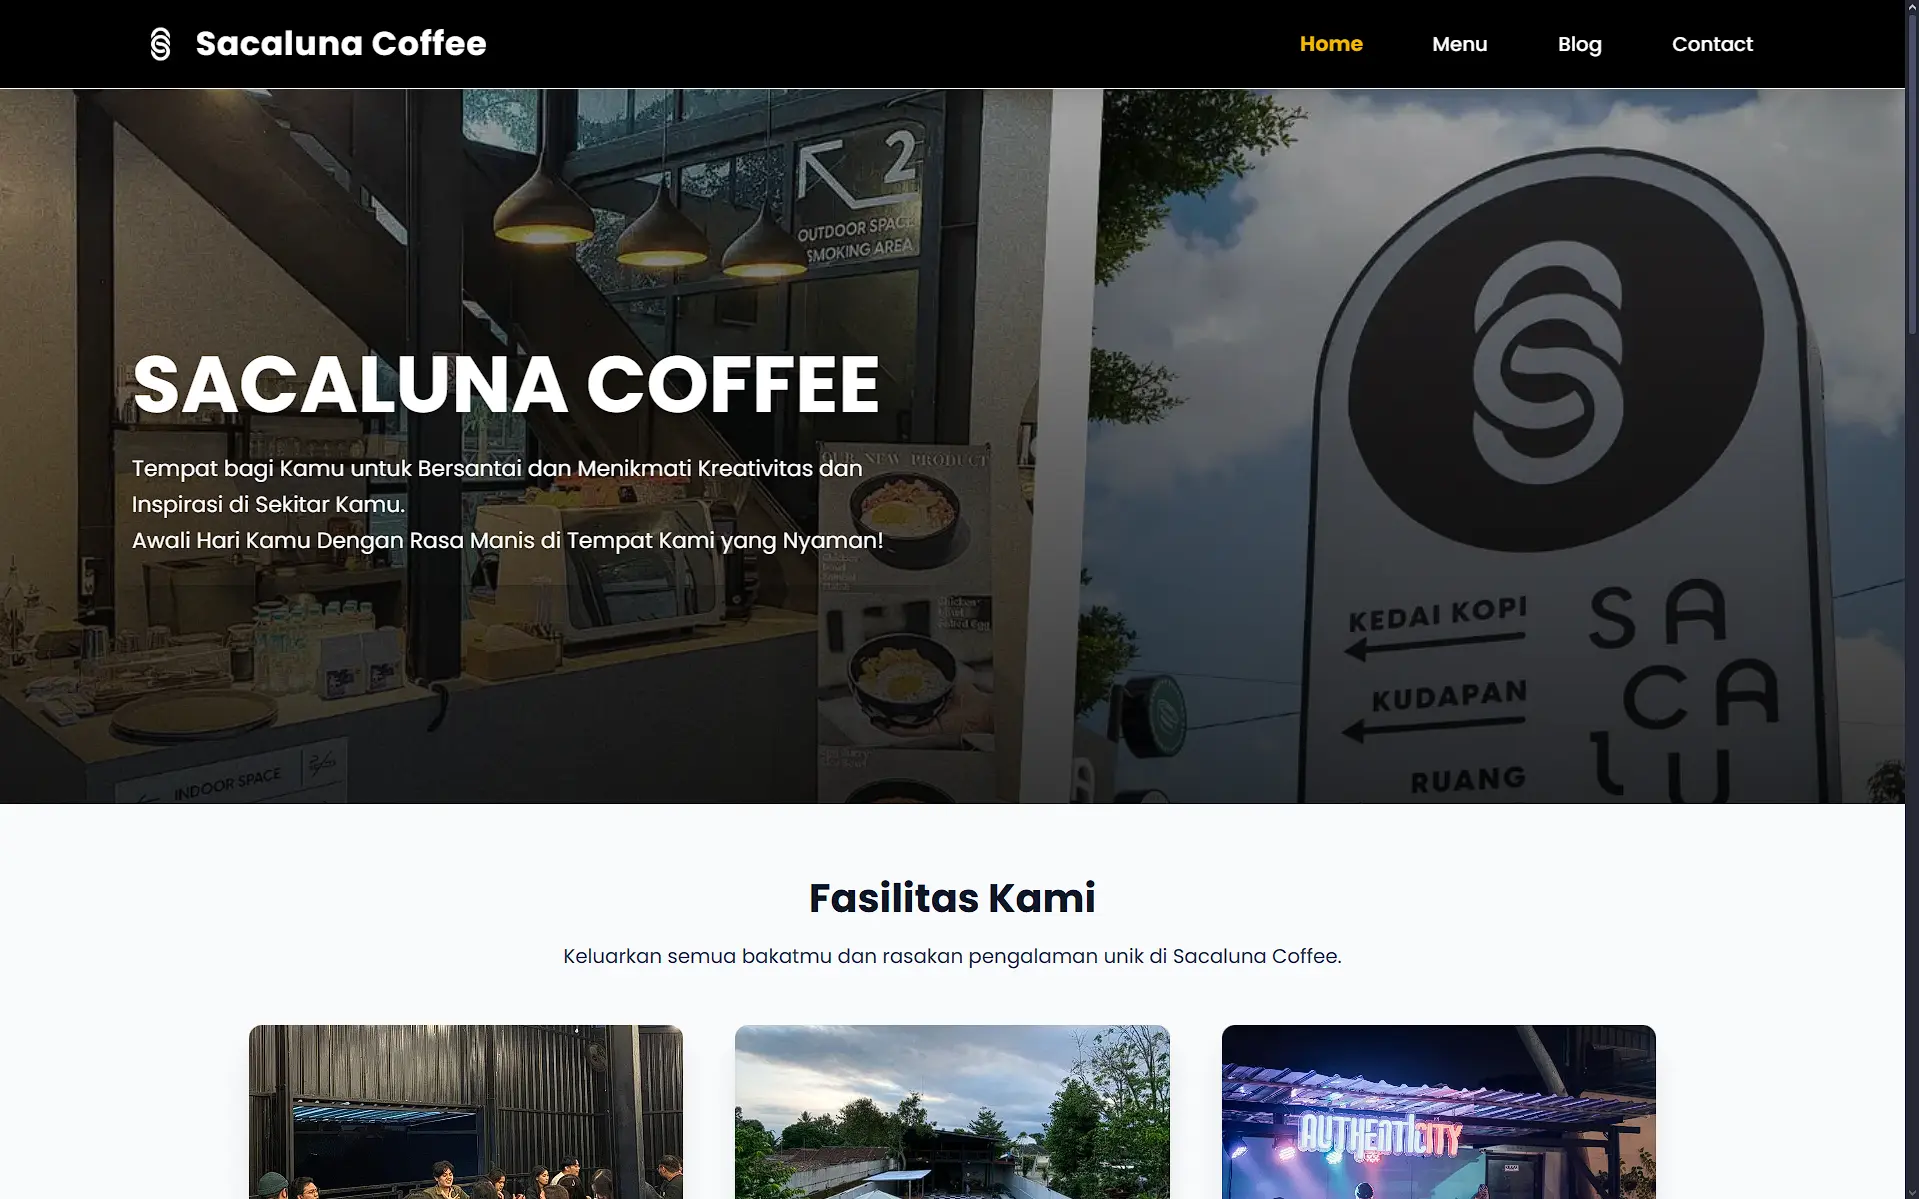 Sacaluna Coffee
Home
Menu
Blog
Contact
2
OUTDOOR SPACE
SMOKING AREA
SACALUNA COFFEE
Tempat bagi Kamu untuk Bersantai dan Menikmati Kreativitas dan
Inspirasi di Sekitar Kamu.
Awali Hari Kamu Dengan Rasa Manis di Tempat Kami yang Nyaman!
OUR NEW PRODUCT
INDOOR SPACE
KEDAI KOPI
KUDAPAN
RUANG
SA
CA
LU
Fasilitas Kami
Keluarkan semua bakatmu dan rasakan pengalaman unik di Sacaluna Coffee.
AUTHENTICITY